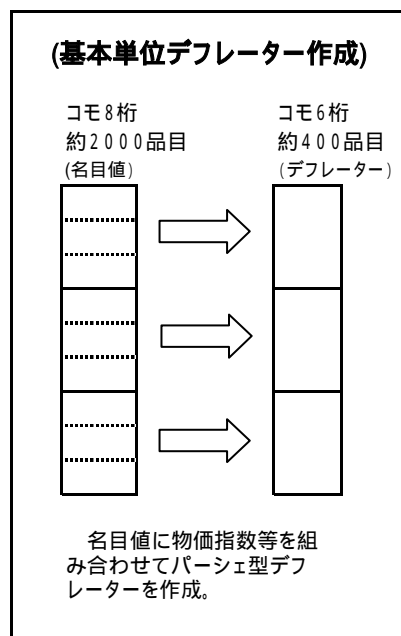 (基本単位デフレーター作成)
コモ8桁
約2000品目
(名目値)
コモ6桁
約400品目
(デフレーター)
名目値に物価指数等を組
み合わせてパーシェ型デフ
レーターを作成。